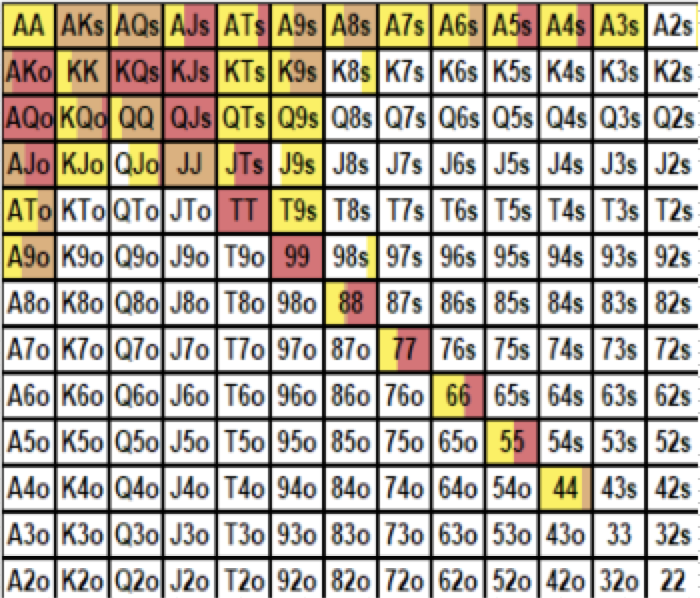 AA AKs AQs AJs ATs A9s A8s A7s A6s A5s A4s A3s A2s
AKo KK KQs KJs KTs K9s K8s K7s K6s K5s K4s K3s K2s
AQo KQo QQ QJs QTs Q9s Q8s Q7s Q6s Q5s Q4s Q3s Q2s
AJo KJo QJo JJ JTs J9s J8s J7s J6s J5s J4s J3s J2s
ATo KTo QTo JTo TT T9s T8s T7s T6s T5s T4s T3s T2s
A9o K9o Q9o J9o T9o 99 98s 97s 96s 95s 94s 93s 92s
A8o K8o Q8o J8o T8o 98o 88 87s 86s 85s 84s 83s 82s
A7o K7o Q7o J7o T7o 97o 87o 77 76s 75s 74s 73s 72s
A6o K6o Q6o J6o T6o 96o 86o 76o 66 65s 64s 63s 62s
A5o K5o Q5o J5o T5o 95o 85o 75o 65o 55 54s 53s 52s
A4o K4o Q4o J4o T4o 94o 84o 74o 64o 54o 44 43s 42s
A3o K3o Q3o J3o T3o 93o 83o 73o 63o 53o 43o 33 32s
A2o K2o Q2o J2o T2o 92o 82o 72o 62o 52o 42o 32o 22